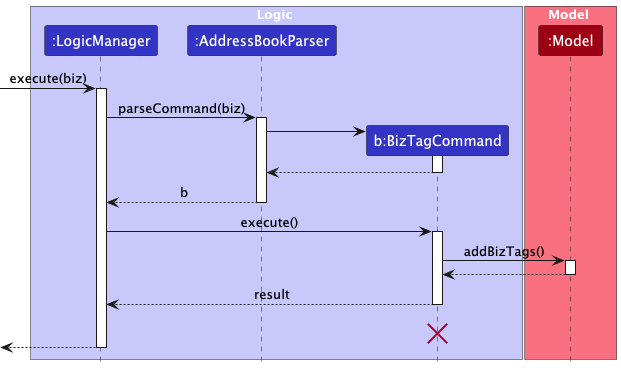 Logic
Model
:LogicManager
:AddressBookParser
:Model
execute(biz)
parseCommand(biz)
b:BizTagCommand
b
execute()
addBizTags()
result